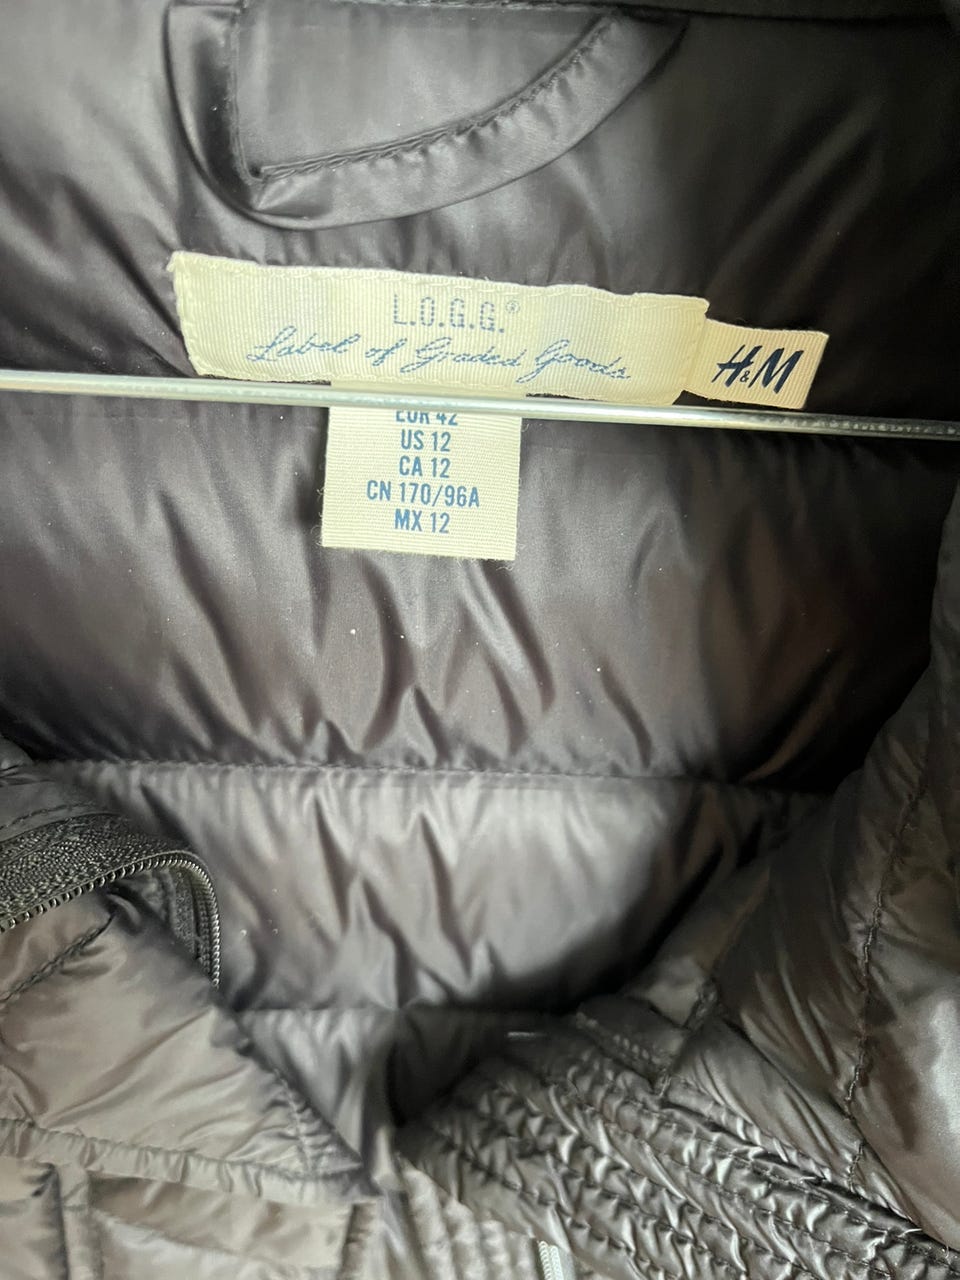 L.O.G.G.®
Label of Graded Goods
H&M
EUR 42
US 12
CA 12
CN 170/96A
MX 12